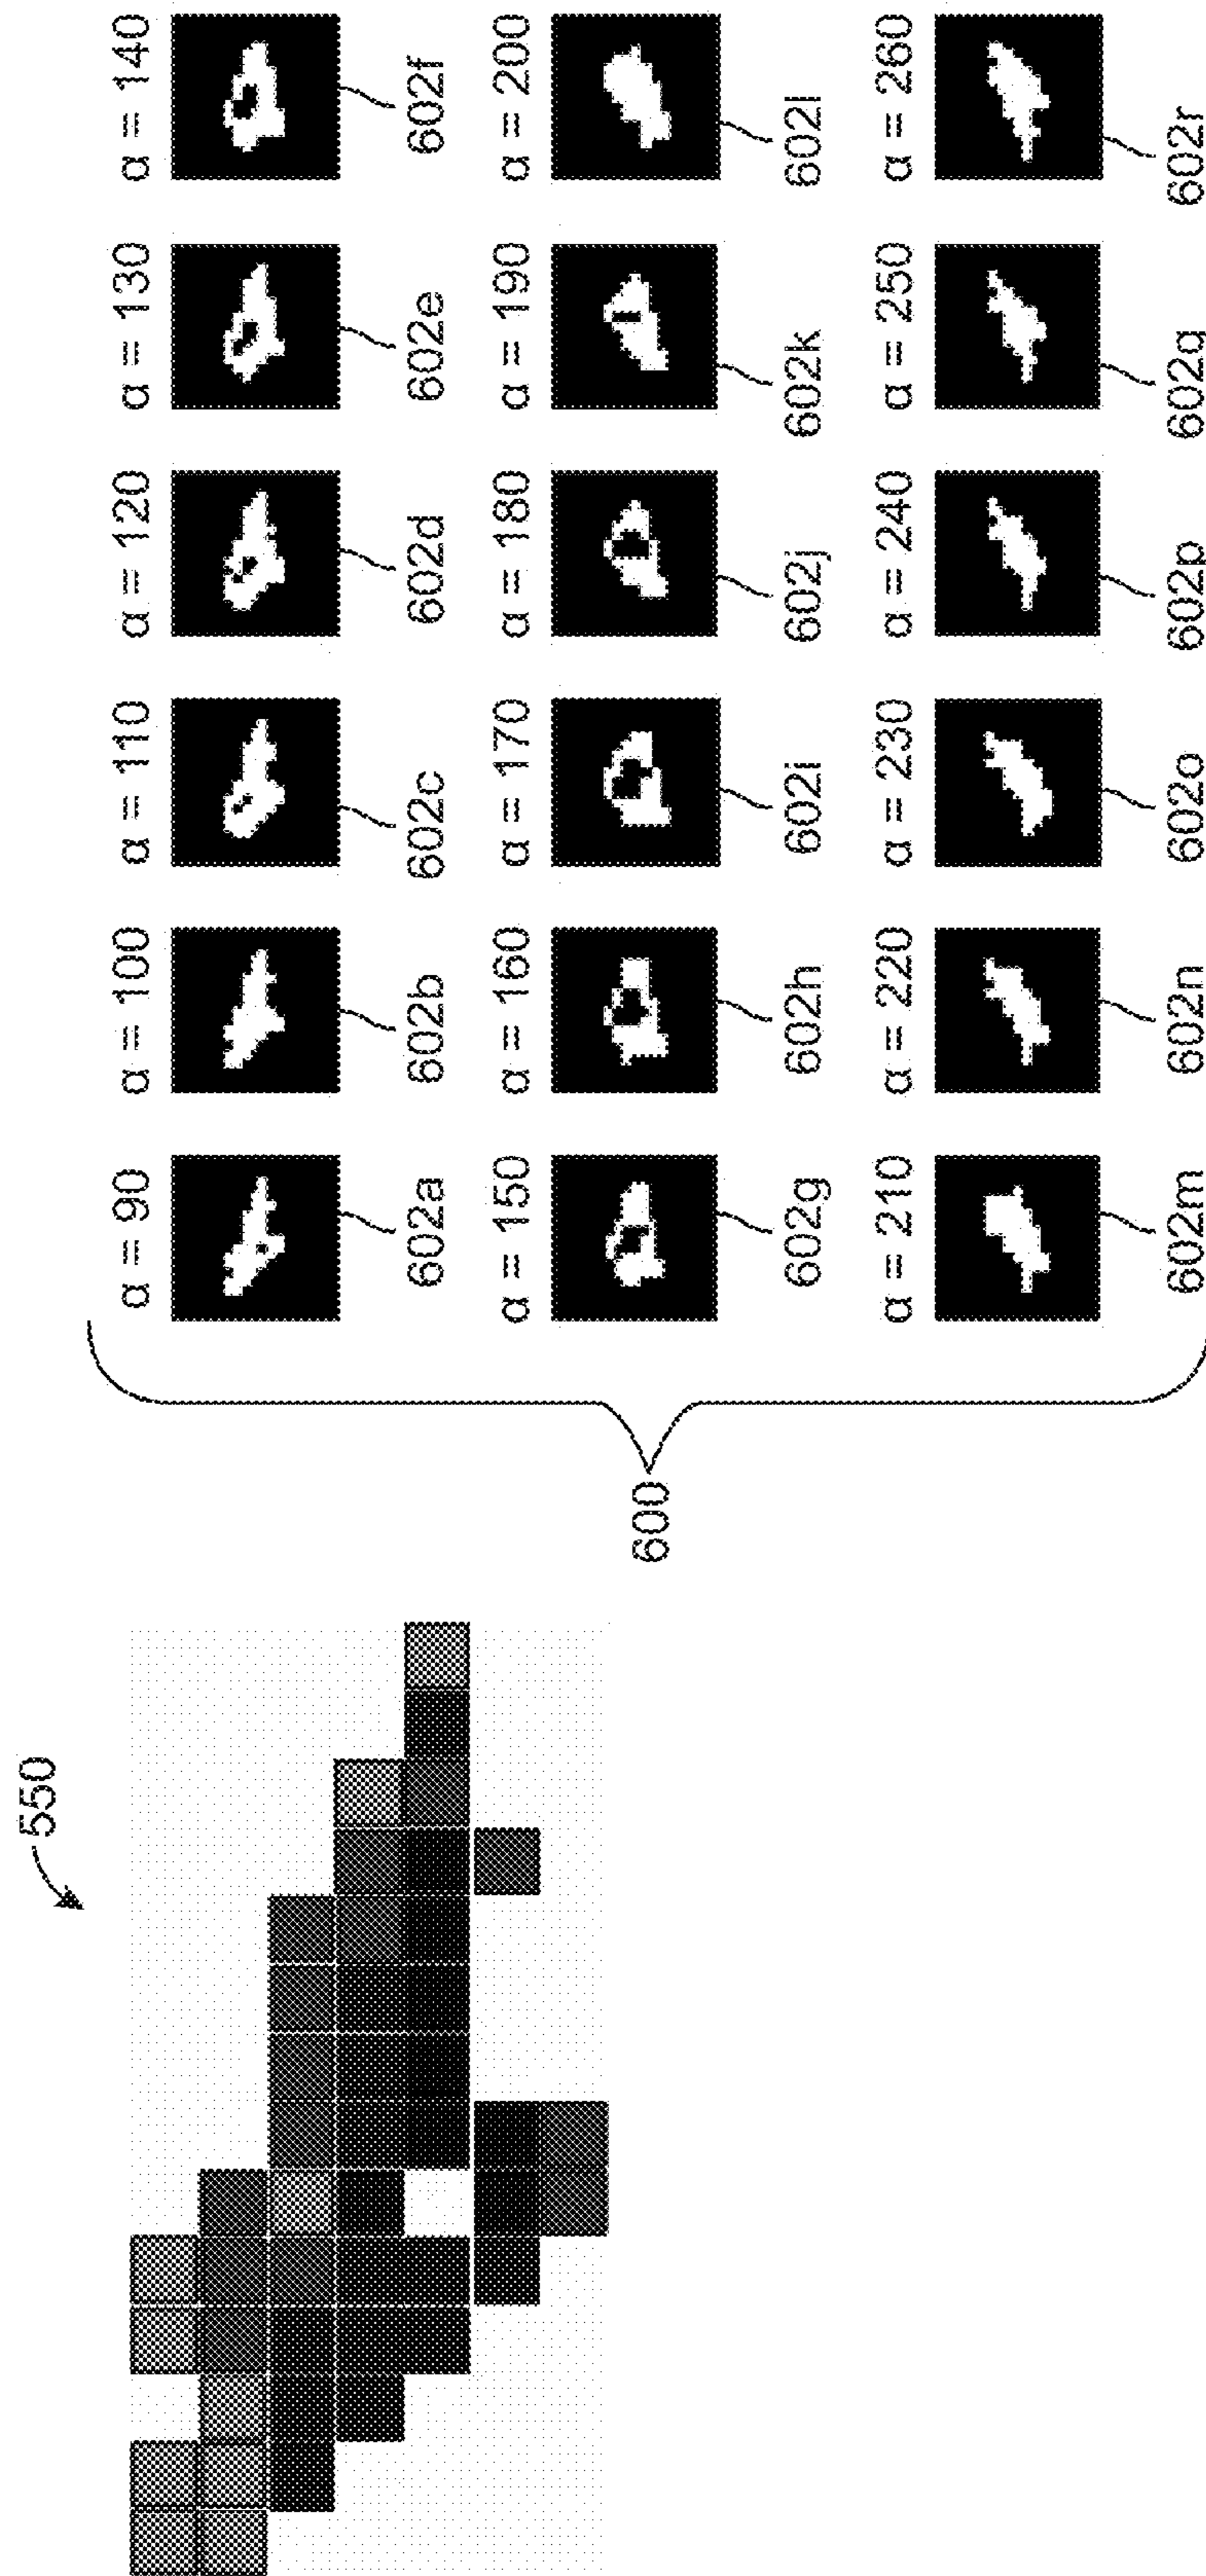 550
600
α = 90
α = 100
α = 110
α = 120
α = 130
α = 140
602a
602b
602c
602d
602e
602f
α = 150
α = 160
α = 170
α = 180
α = 190
α = 200
602g
602h
602i
602j
602k
602l
α = 210
α = 220
α = 230
α = 240
α = 250
α = 260
602m
602n
602o
602p
602q
602r